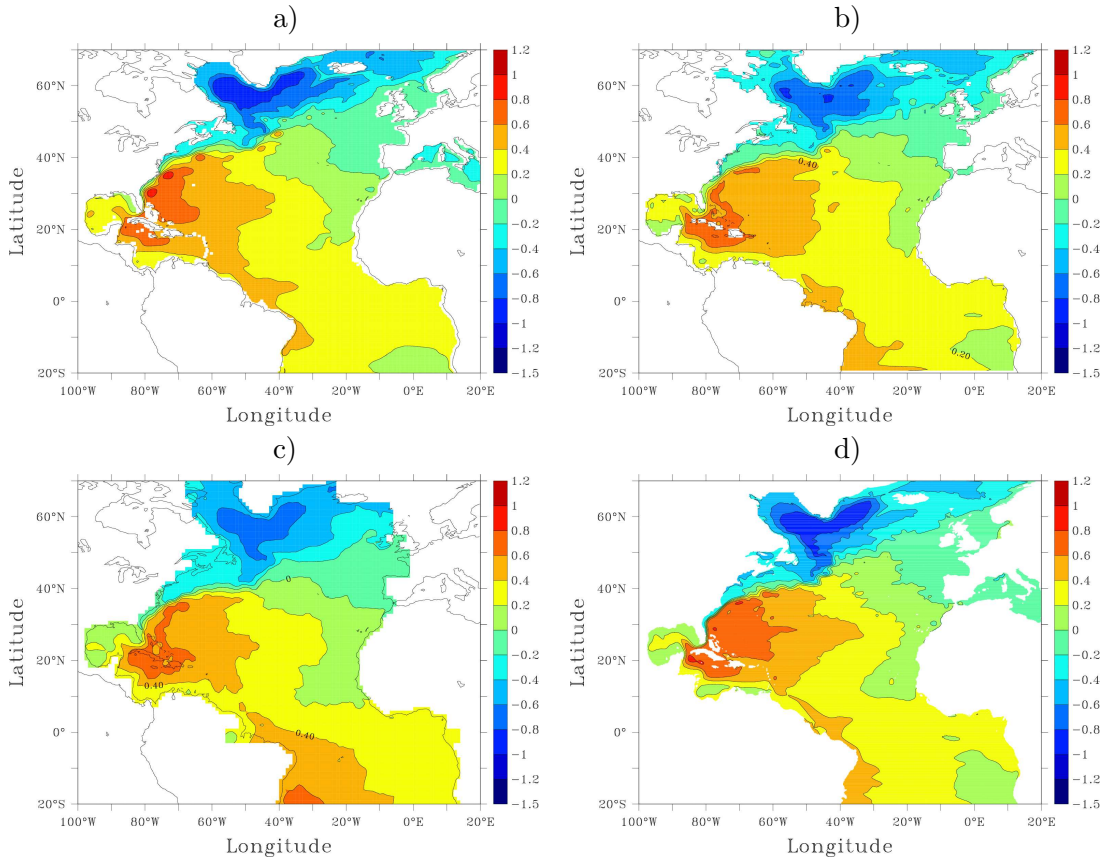 a)
1.2
1
0.8
0.6
0.4
0.2
0
−0.2
−0.4
−0.6
−0.8
−1
−1.2
−1.5
60°N
40°N
20°N
0°
20°S
Latitude
100°W 80°W 60°W 40°W 20°W 0°E 20°E
Longitude
b)
0.40
0.20
1.2
1
0.8
0.6
0.4
0.2
0
−0.2
−0.4
−0.6
−0.8
−1
−1.2
−1.5
60°N
40°N
20°N
0°
20°S
Latitude
100°W 80°W 60°W 40°W 20°W 0°E 20°E
Longitude
c)
0
0.40
0.40
1.2
1
0.8
0.6
0.4
0.2
0
−0.2
−0.4
−0.6
−0.8
−1
−1.2
−1.5
60°N
40°N
20°N
0°
20°S
Latitude
100°W 80°W 60°W 40°W 20°W 0°E 20°E
Longitude
d)
1.2
1
0.8
0.6
0.4
0.2
0
−0.2
−0.4
−0.6
−0.8
−1
−1.2
−1.5
60°N
40°N
20°N
0°
20°S
Latitude
100°W 80°W 60°W 40°W 20°W 0°E 20°E
Longitude